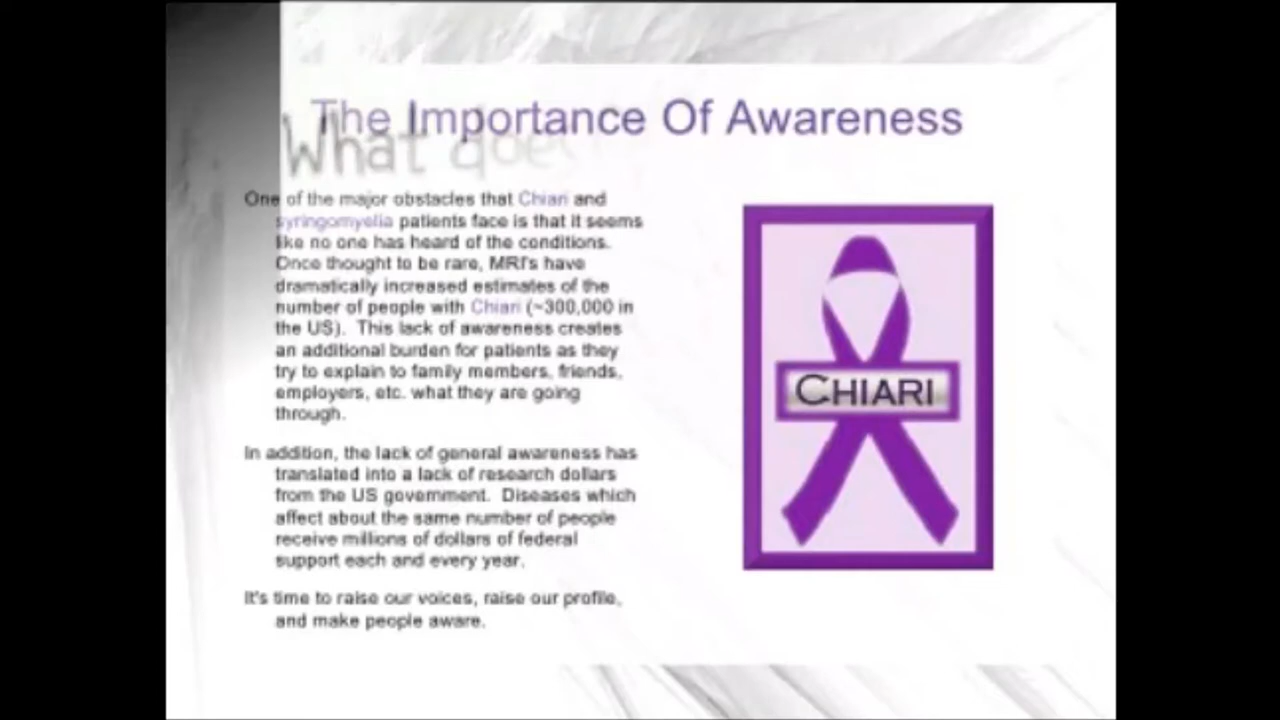 The Importance Of Awareness
What does
One of the major obstacles that Chiari and
syringomyelia patients face is that it seems
like no one has heard of the conditions.
Once thought to be rare, MRI's have
dramatically increased estimates of the
number of people with Chiari (~300,000 in
the US). This lack of awareness creates
an additional burden for patients as they
try to explain to family members, friends,
employers, etc. what they are going
through.
In addition, the lack of general awareness has
translated into a lack of research dollars
from the US government. Diseases which
affect about the same number of people
receive millions of dollars of federal
support each and every year.
It's time to raise our voices, raise our profile,
and make people aware.
CHIARI